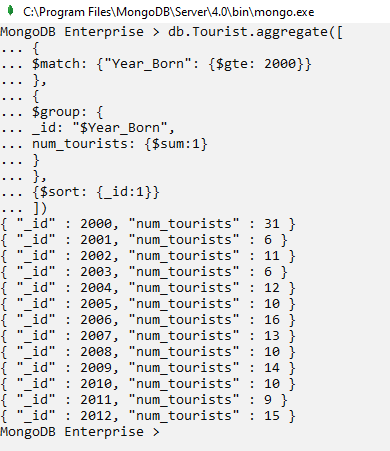 C:\Program Files\MongoDB\Server\4.0\bin\mongo.exe
MongoDB Enterprise > db.Tourist.aggregate([
... {
... $match: {"Year_Born": {$gte: 2000}}
... },
... {
... $group: {
... _id: "$Year_Born",
... num_tourists: {$sum:1}
... }
... },
... {$sort: {_id:1}}
... ])
{ "_id" : 2000, "num_tourists" : 31 }
{ "_id" : 2001, "num_tourists" : 6 }
{ "_id" : 2002, "num_tourists" : 11 }
{ "_id" : 2003, "num_tourists" : 6 }
{ "_id" : 2004, "num_tourists" : 12 }
{ "_id" : 2005, "num_tourists" : 10 }
{ "_id" : 2006, "num_tourists" : 16 }
{ "_id" : 2007, "num_tourists" : 13 }
{ "_id" : 2008, "num_tourists" : 10 }
{ "_id" : 2009, "num_tourists" : 14 }
{ "_id" : 2010, "num_tourists" : 10 }
{ "_id" : 2011, "num_tourists" : 9 }
{ "_id" : 2012, "num_tourists" : 15 }
MongoDB Enterprise >